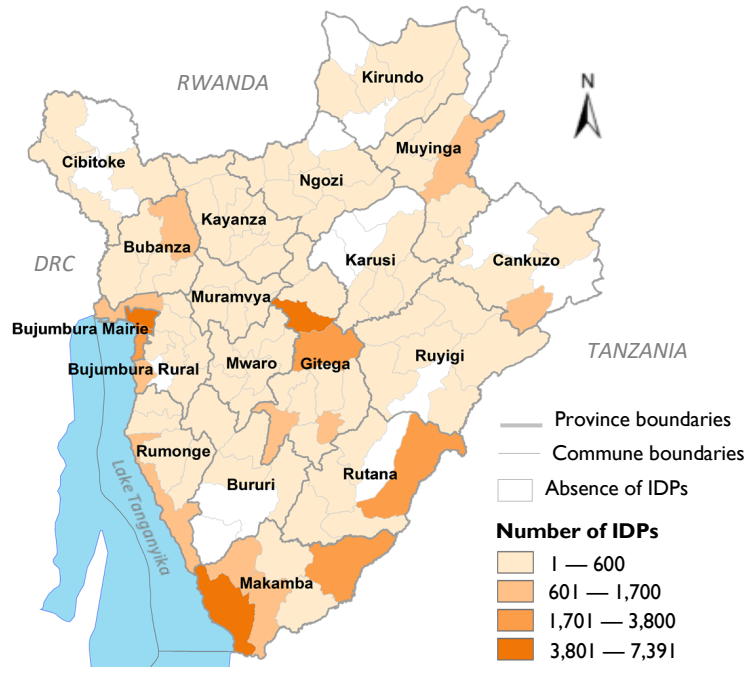 RWANDA
Kirundo
N
Muyinga
Cibitoke
Ngozi
Kayanza
Bubanza
Karusi
Cankuzo
DRC
Muramvya
Bujumbura Mairie
Bujumbura Rural
Mwaro
Gitega
Ruyigi
TANZANIA
Rumonge
Bururi
Rutana
Lake Tanganyika
Makamba
Province boundaries
Commune boundaries
Absence of IDPs
Number of IDPs
1 — 600
601 — 1,700
1,701 — 3,800
3,801 — 7,391